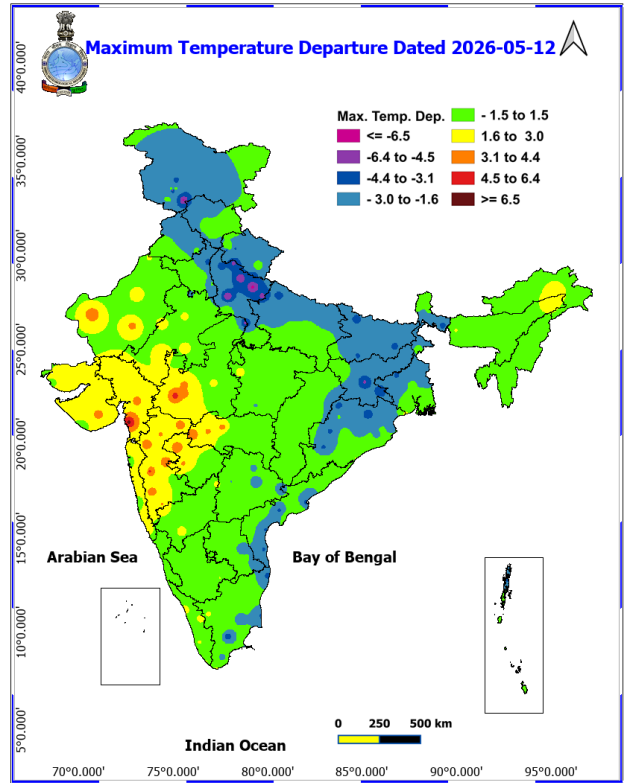 Maximum Temperature Departure Dated 2026-05-12
Max. Temp. Dep.
<= -6.5
-6.4 to -4.5
-4.4 to -3.1
- 3.0 to -1.6
- 1.5 to 1.5
1.6 to 3.0
3.1 to 4.4
4.5 to 6.4
>= 6.5
40°0.000'
35°0.000'
30°0.000'
25°0.000'
20°0.000'
15°0.000'
10°0.000'
5°0.000'
Arabian Sea
Bay of Bengal
Indian Ocean
0 250 500 km
70°0.000' 75°0.000' 80°0.000' 85°0.000' 90°0.000' 95°0.000'